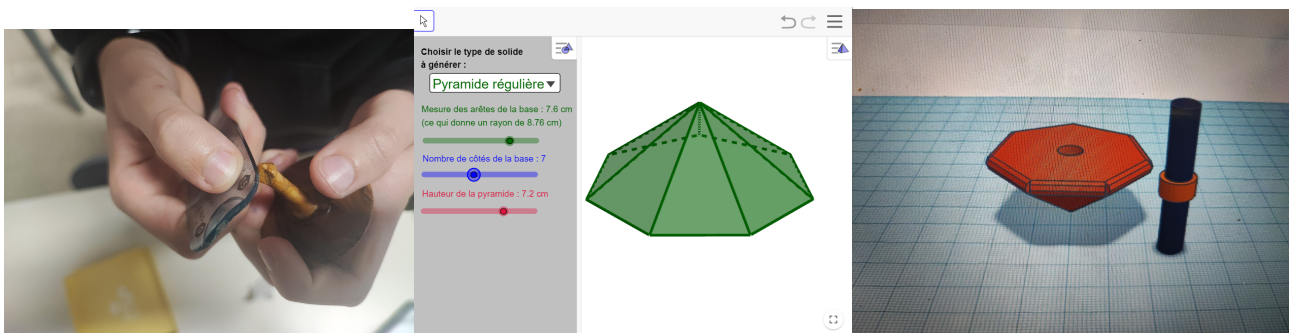 Choisir le type de solide
à générer :
Pyramide régulière
Mesure des arêtes de la base : 7.6 cm
(ce qui donne un rayon de 8.76 cm)
Nombre de côtés de la base : 7
Hauteur de la pyramide : 7.2 cm